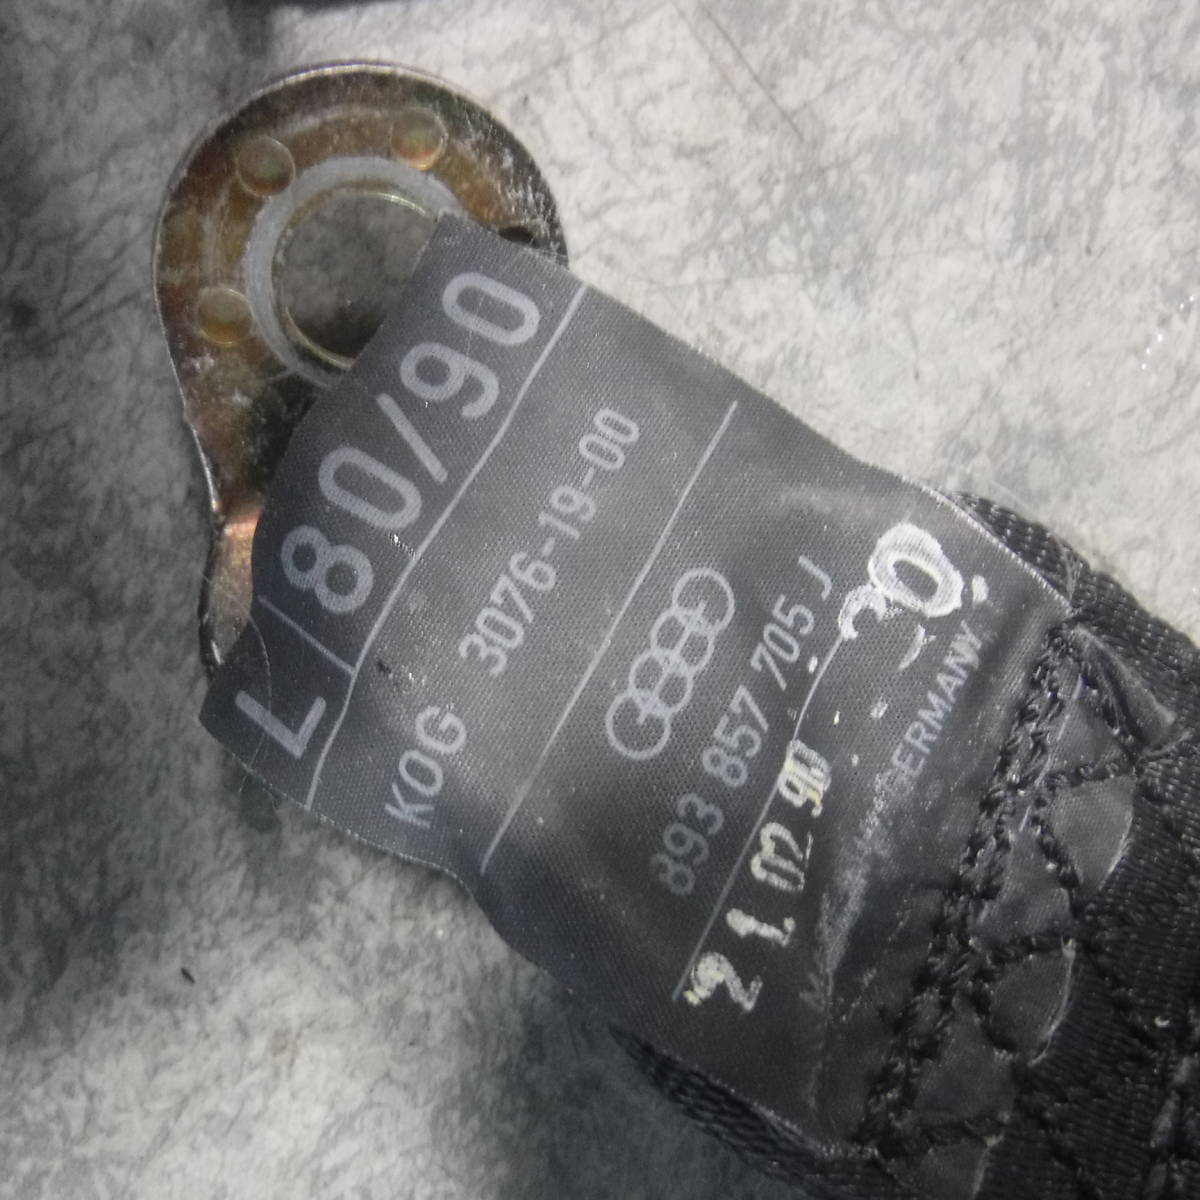 L 80/90
KOG 3076-19-00
893 857 705 J
21.02.90
GERMANY